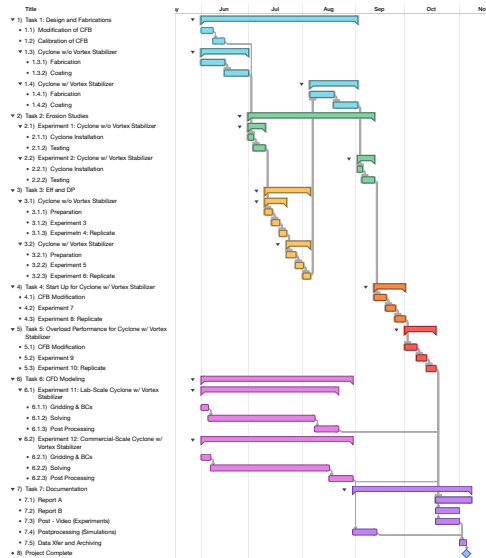 Title
Jun
Jul
Aug
Sep
Oct
Nov
1) Task 1: Design and Fabrications
1.1) Modification of CFB
1.2) Calibration of CFB
1.3) Cyclone w/o Vortex Stabilizer
1.3.1) Fabrication
1.3.2) Coating
1.4) Cyclone w/ Vortex Stabilizer
1.4.1) Fabrication
1.4.2) Coating
2) Task 2: Erosion Studies
2.1) Experiment 1: Cyclone w/o Vortex Stabilizer
2.1.1) Cyclone Installation
2.1.2) Testing
2.2) Experiment 2: Cyclone w/ Vortex Stabilizer
2.2.1) Cyclone Installation
2.2.2) Testing
3) Task 3: Eff and DP
3.1) Cyclone w/o Vortex Stabilizer
3.1.1) Preparation
3.1.2) Experiment 3
3.1.3) Experimetn 4: Replicate
3.2) Cyclone w/ Vortex Stabilizer
3.2.1) Preparation
3.2.2) Experiment 5
3.2.3) Experiment 6: Replicate
4) Task 4: Start Up for Cyclone w/ Vortex Stabilizer
4.1) CFB Modification
4.2) Experiment 7
4.3) Experiment 8: Replicate
5) Task 5: Overload Performance for Cyclone w/ Vortex
Stabilizer
5.1) CFB Modification
5.2) Experiment 9
5.3) Experiment 10: Replicate
6) Task 6: CFD Modeling
6.1) Experiment 11: Lab-Scale Cyclone w/ Vortex
Stabilizer
6.1.1) Gridding & BCs
6.1.2) Solving
6.1.3) Post Processing
6.2) Experiment 12: Commercial-Scale Cyclone w/
Vortex Stabilizer
6.2.1) Gridding & BCs
6.2.2) Solving
6.2.3) Post Processing
7) Task 7: Documentation
7.1) Report A
7.2) Report B
7.3) Post - Video (Experiments)
7.4) Postprocessing (Simulations)
7.5) Data Xfer and Archiving
8) Project Complete